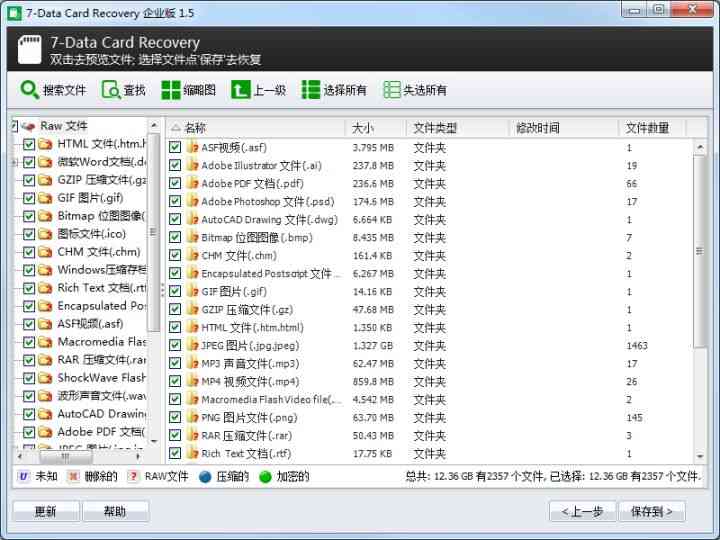 7-Data Card Recovery 企业版 1.5
7-Data Card Recovery
双击去预览文件; 选择文件点'保存'去恢复
搜索文件 查找 缩略图 上一级 选择所有 失选所有
Raw 文件
HTML 文件(.htm.h
微软Word文档(.do
GZIP 压缩文件(.gz
GIF 图片(.gif)
Bitmap 位图图像(
图标文件(.ico)
CHM 文件(.chm)
Windows压缩存档
Rich Text 文档(.rtf
Encapsulated Pos
ASF视频(.asf)
Macromedia Flas
RAR 压缩文件(.rar
ShockWave Flash
波形声音文件(.wav
AutoCAD Drawing
Adobe PDF 文档(
JPEG 图片(.jpg.jp
名称 大小 文件类型 修改时间 文件数量
ASF视频(.asf) 3.795 MB 文件夹 1
Adobe Illustrator 文件(.ai) 237.8 MB 文件夹 19
Adobe PDF 文档(.pdf) 236.6 MB 文件夹 66
Adobe Photoshop 文件(.psd) 174.6 MB 文件夹 17
AutoCAD Drawing 文件(.dwg) 6.664 KB 文件夹 1
Bitmap 位图图像(.bmp) 8.435 MB 文件夹 7
CHM 文件(.chm) 161.4 KB 文件夹 2
Encapsulated Postscript 文件 ... 6.267 MB 文件夹 1
GIF 图片(.gif) 14.16 KB 文件夹 1
GZIP 压缩文件(.gz) 47.68 MB 文件夹 1
HTML 文件(.htm.html) 1.350 KB 文件夹 1
JPEG 图片(.jpg.jpeg) 1.327 GB 文件夹 1463
MP3 声音文件(.mp3) 62.47 MB 文件夹 17
MP4 视频文件(.mp4) 859.8 MB 文件夹 26
Macromedia Flash Video file(.... 4.542 MB 文件夹 2
PNG 图片文件(.png) 63.70 MB 文件夹 145
RAR 压缩文件(.rar) 50.43 MB 文件夹 3
Rich Text 文档(.rtf) 17.75 KB 文件夹 1
U 未知 删除的 ? RAW文件 压缩的 加密的 总共: 12.36 GB 有2357 个文件, 已选择: 12.36 GB有2357 个文件.
更新 帮助 < 上一步 保存到 >